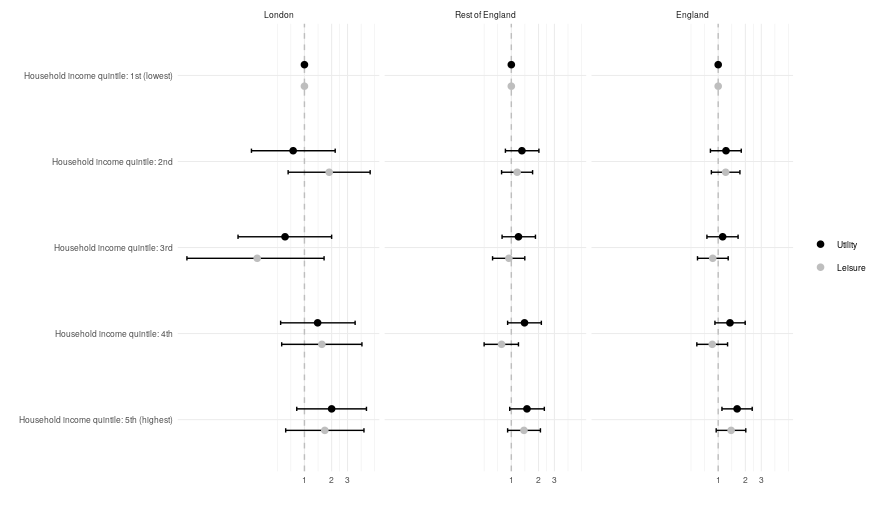 London Rest of England England
Household income quintile: 1st (lowest)
Household income quintile: 2nd
Household income quintile: 3rd
Household income quintile: 4th
Household income quintile: 5th (highest)
1 2 3 1 2 3 1 2 3
Utility
Leisure